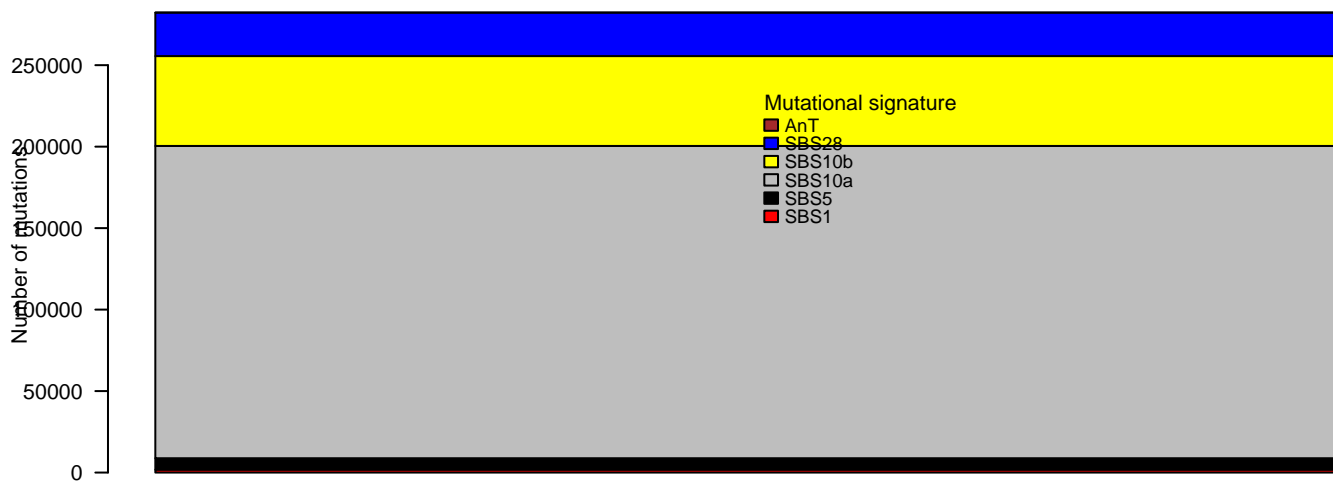 Number of mutations
250000
200000
150000
100000
50000
0
Mutational signature
AnT
SBS28
SBS10b
SBS10a
SBS5
SBS1